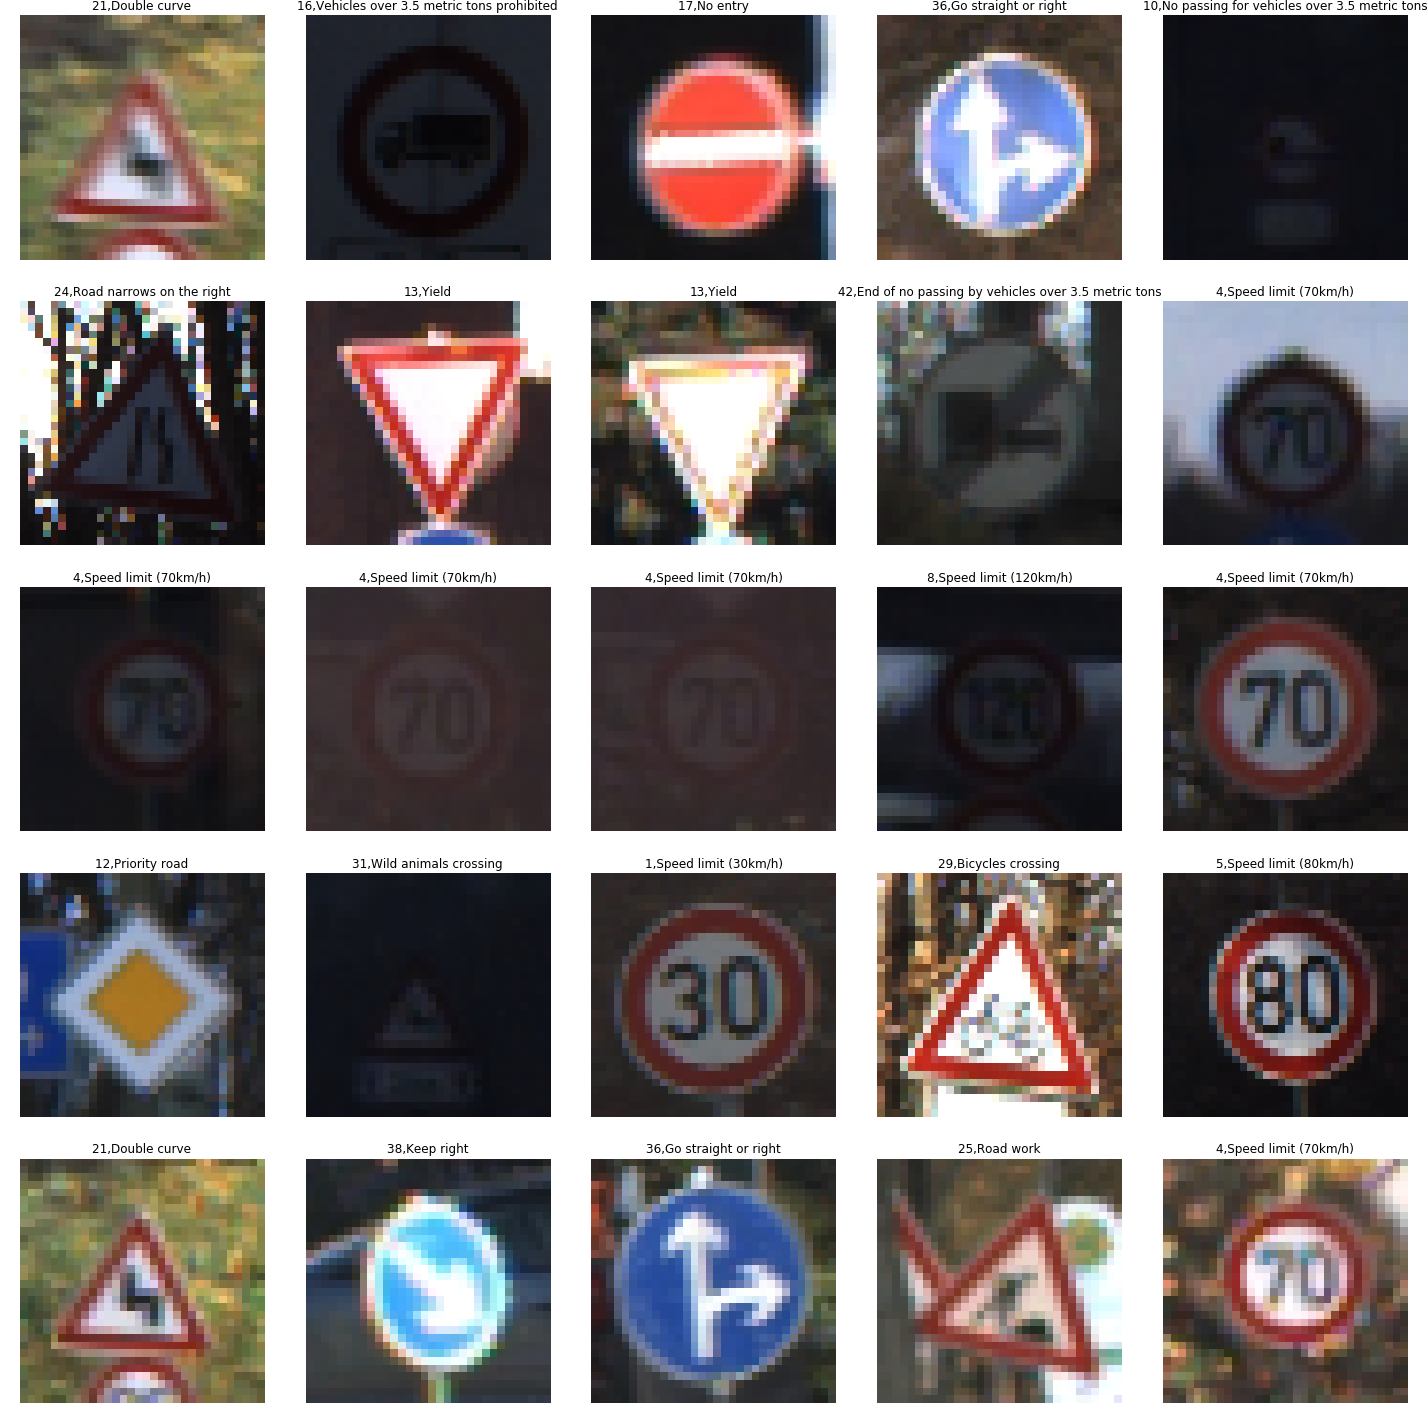 21,Double curve
16,Vehicles over 3.5 metric tons prohibited
17,No entry
36,Go straight or right
10,No passing for vehicles over 3.5 metric tons
24,Road narrows on the right
13,Yield
13,Yield
42,End of no passing by vehicles over 3.5 metric tons
4,Speed limit (70km/h)
70
4,Speed limit (70km/h)
4,Speed limit (70km/h)
4,Speed limit (70km/h)
8,Speed limit (120km/h)
4,Speed limit (70km/h)
70
70
70
120
70
12,Priority road
31,Wild animals crossing
1,Speed limit (30km/h)
29,Bicycles crossing
5,Speed limit (80km/h)
30
80
21,Double curve
38,Keep right
36,Go straight or right
25,Road work
4,Speed limit (70km/h)
70